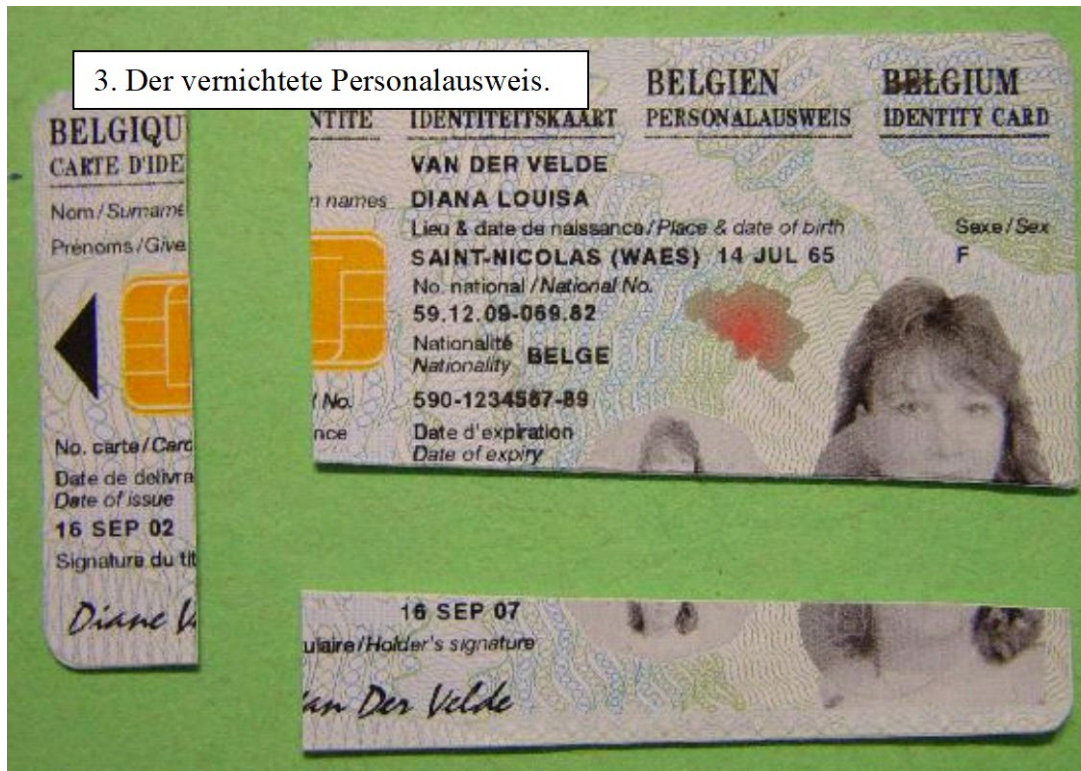 3. Der vernichtete Personalausweis.
BELGIQU
CARTE D'IDE
Nom/Surname
Prénoms/Give
No. carte/Card
Date de delivra
Date of issue
16 SEP 02
Signature du tit
Diane V
NTITE IDENTITEITSKAART
BELGIEN
PERSONALAUSWEIS
BELGIUM
IDENTITY CARD
VAN DER VELDE
n names DIANA LOUISA
Lieu & date de naissance/Place & date of birth Sexe/Sex
SAINT-NICOLAS (WAES) 14 JUL 65 F
No. national/National No.
59.12.09-069.82
Nationalité
Nationality BELGE
/No. 590-1234567-89
nce Date d'expiration
Date of expiry
16 SEP 07
ulaire/Holder's signature
an Der Velde